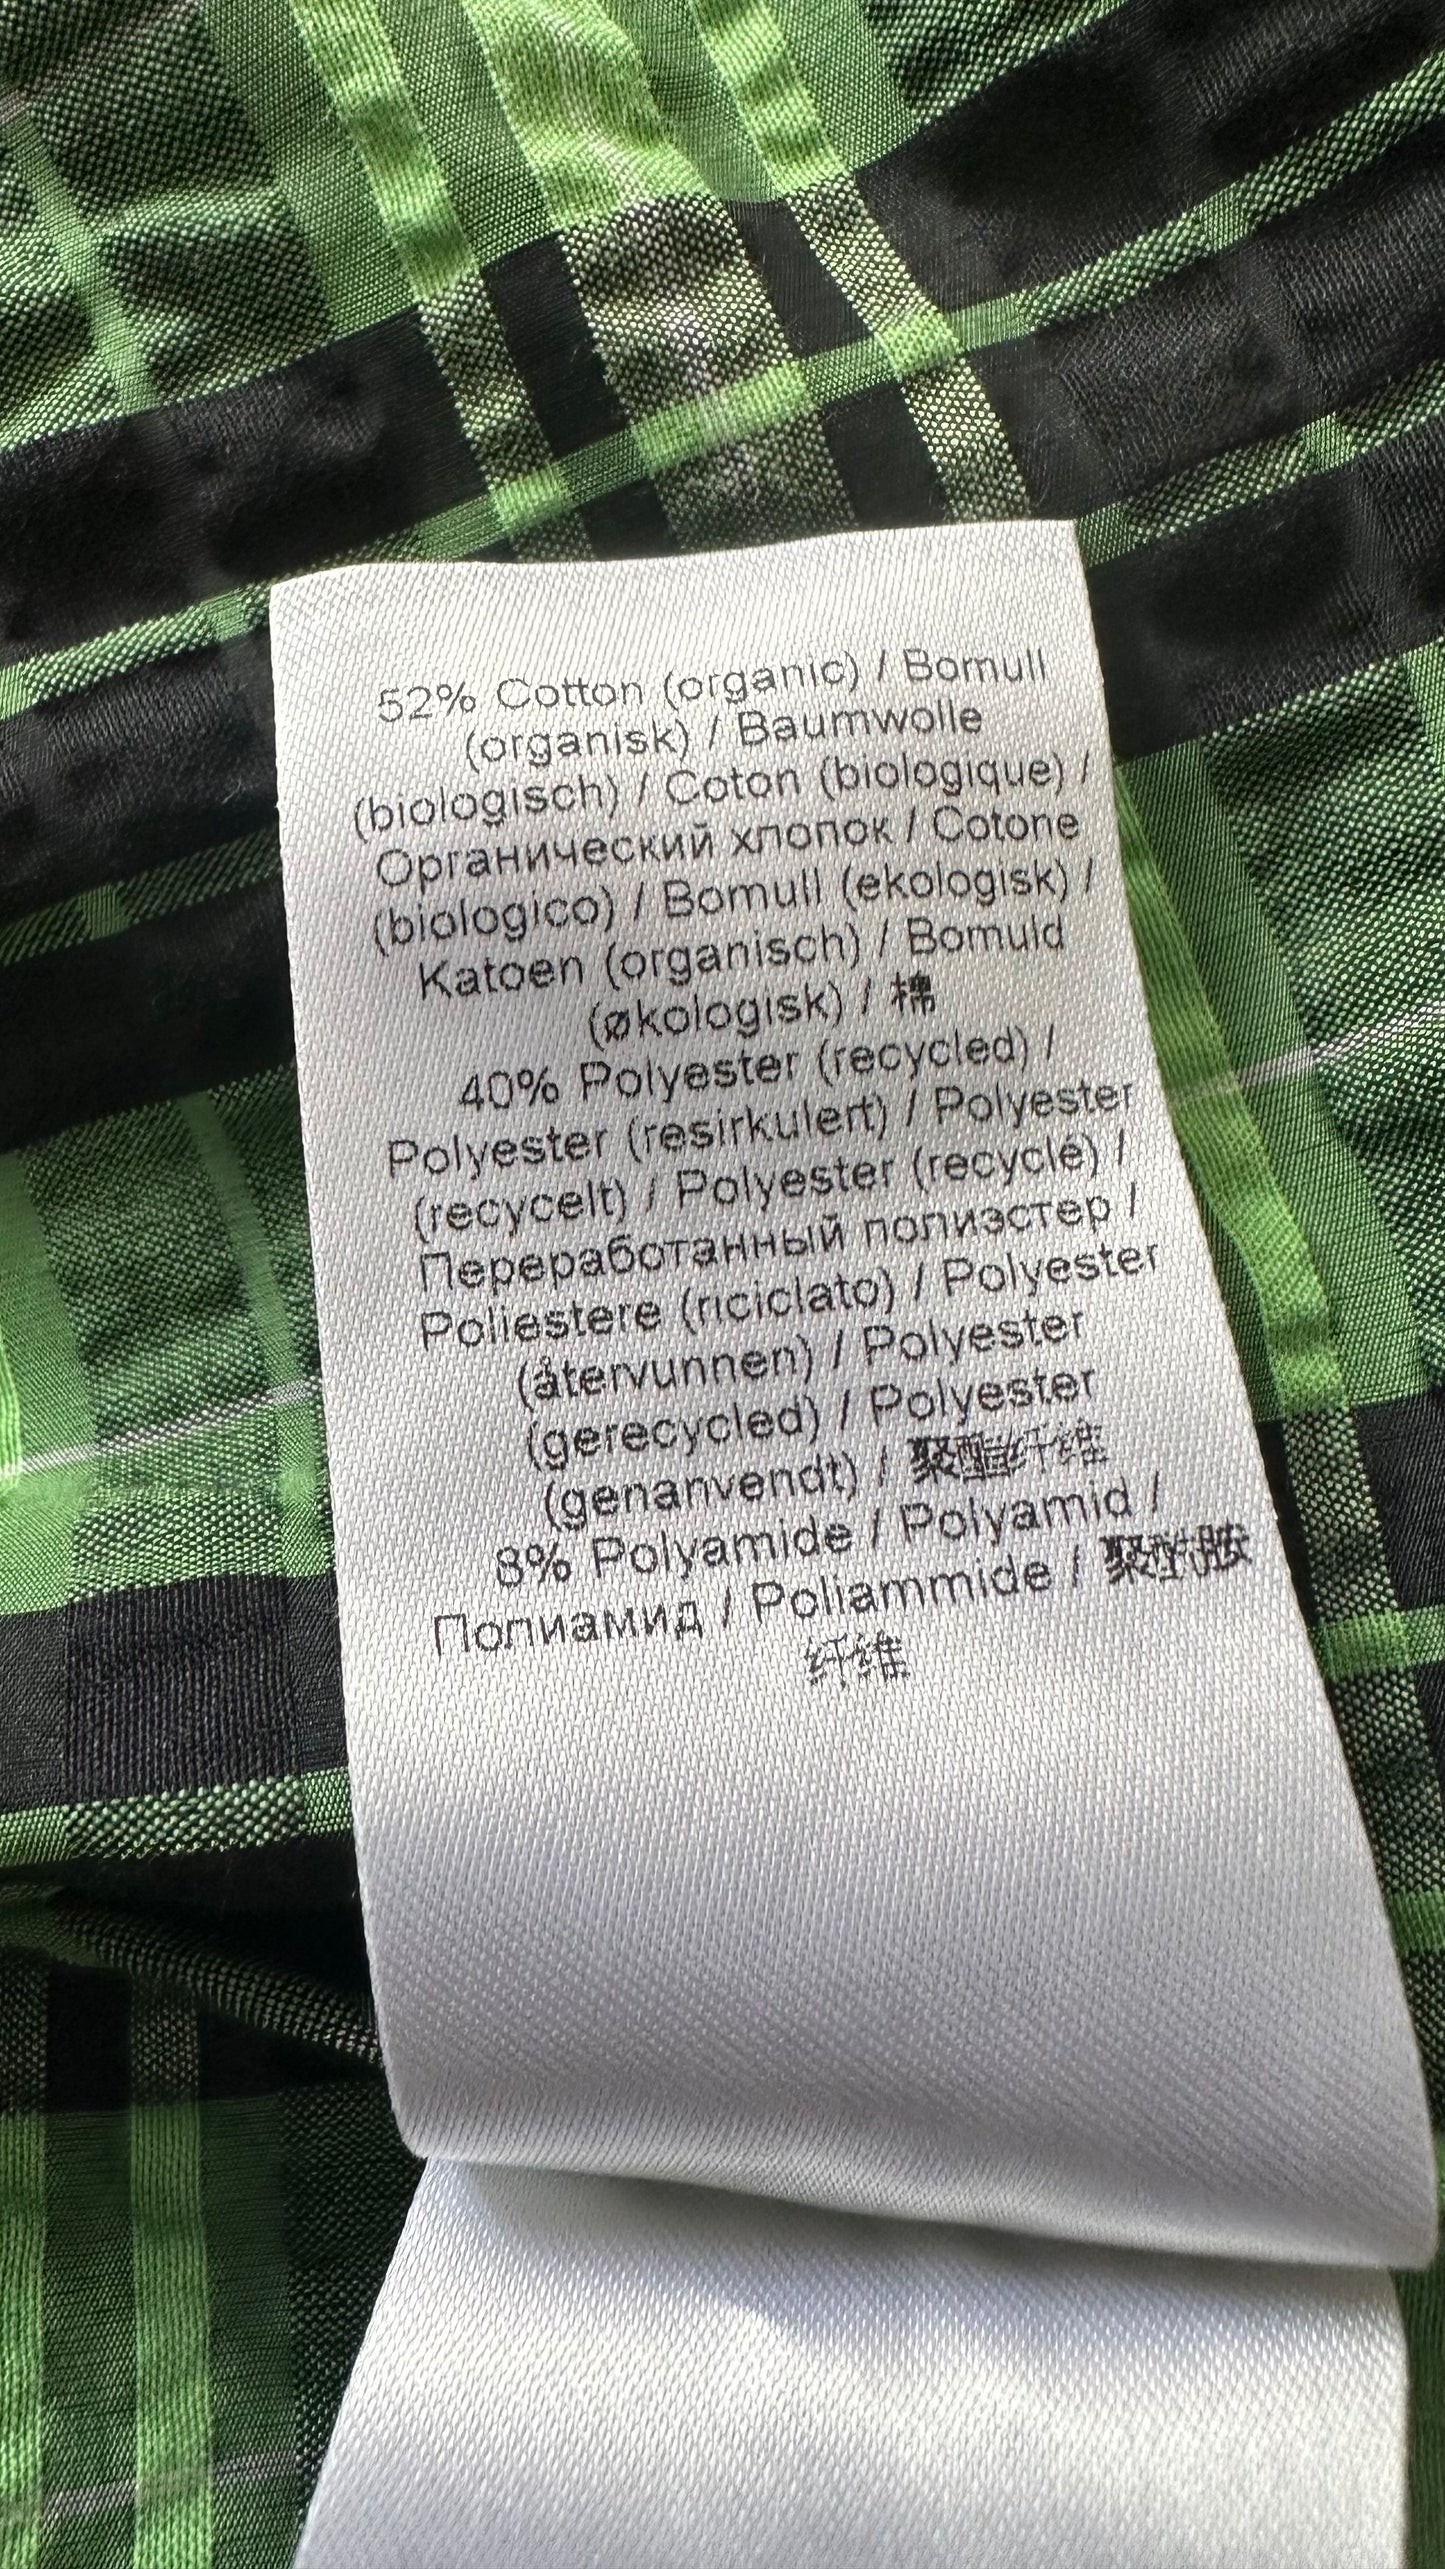 52% Cotton (organic) / Bomull
(organisk) / Baumwolle
(biologisch) / Coton (biologique) /
Органический хлопок / Cotone
(biologico) / Bomull (ekologisk) /
Katoen (organisch) / Bomuld
(økologisk) / 棉
40% Polyester (recycled) /
Polyester (resirkulert) / Polyester
(recycelt) / Polyester (recyclé) /
Переработанный полиэстер /
Poliestere (riciclato) / Polyester
(återvunnen) / Polyester
(gerecycled) / Polyester
(genanvendt) / 聚酯纤维
8% Polyamide / Polyamid /
Полиамид / Poliammide / 聚酰胺
纤维